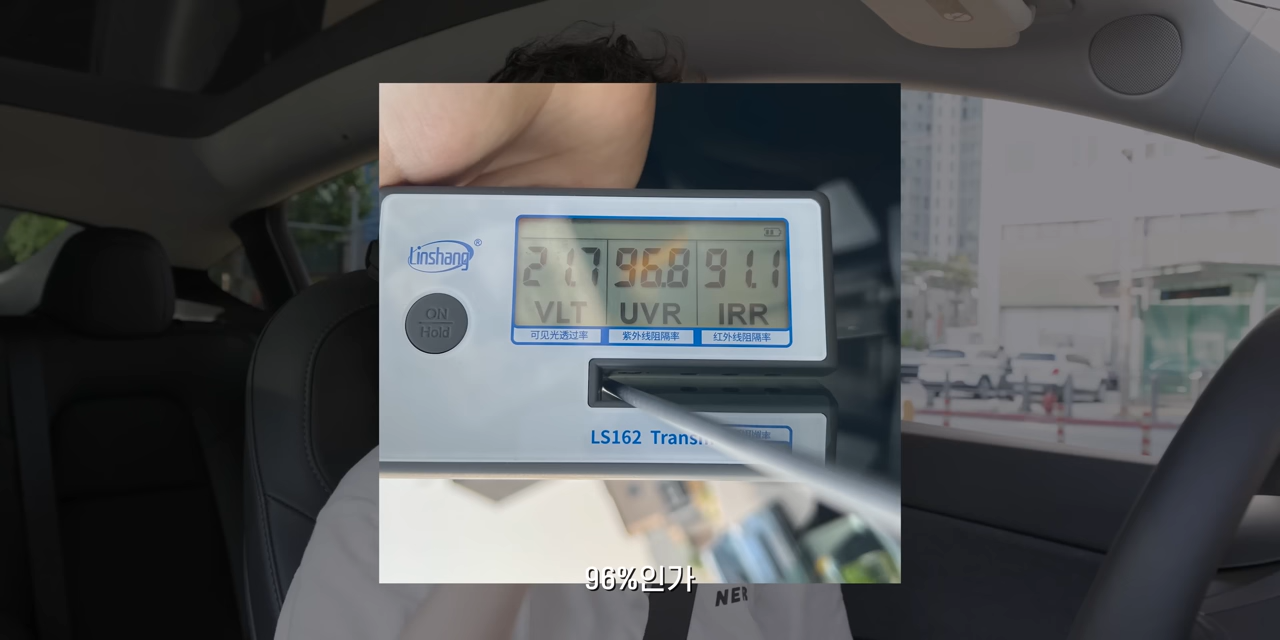 Linshang®
ON
Hold
21.7 96.8 91.1
VLT UVR IRR
可见光透过率 紫外线阻隔率 红外线阻隔率
LS162
96%인가
NER